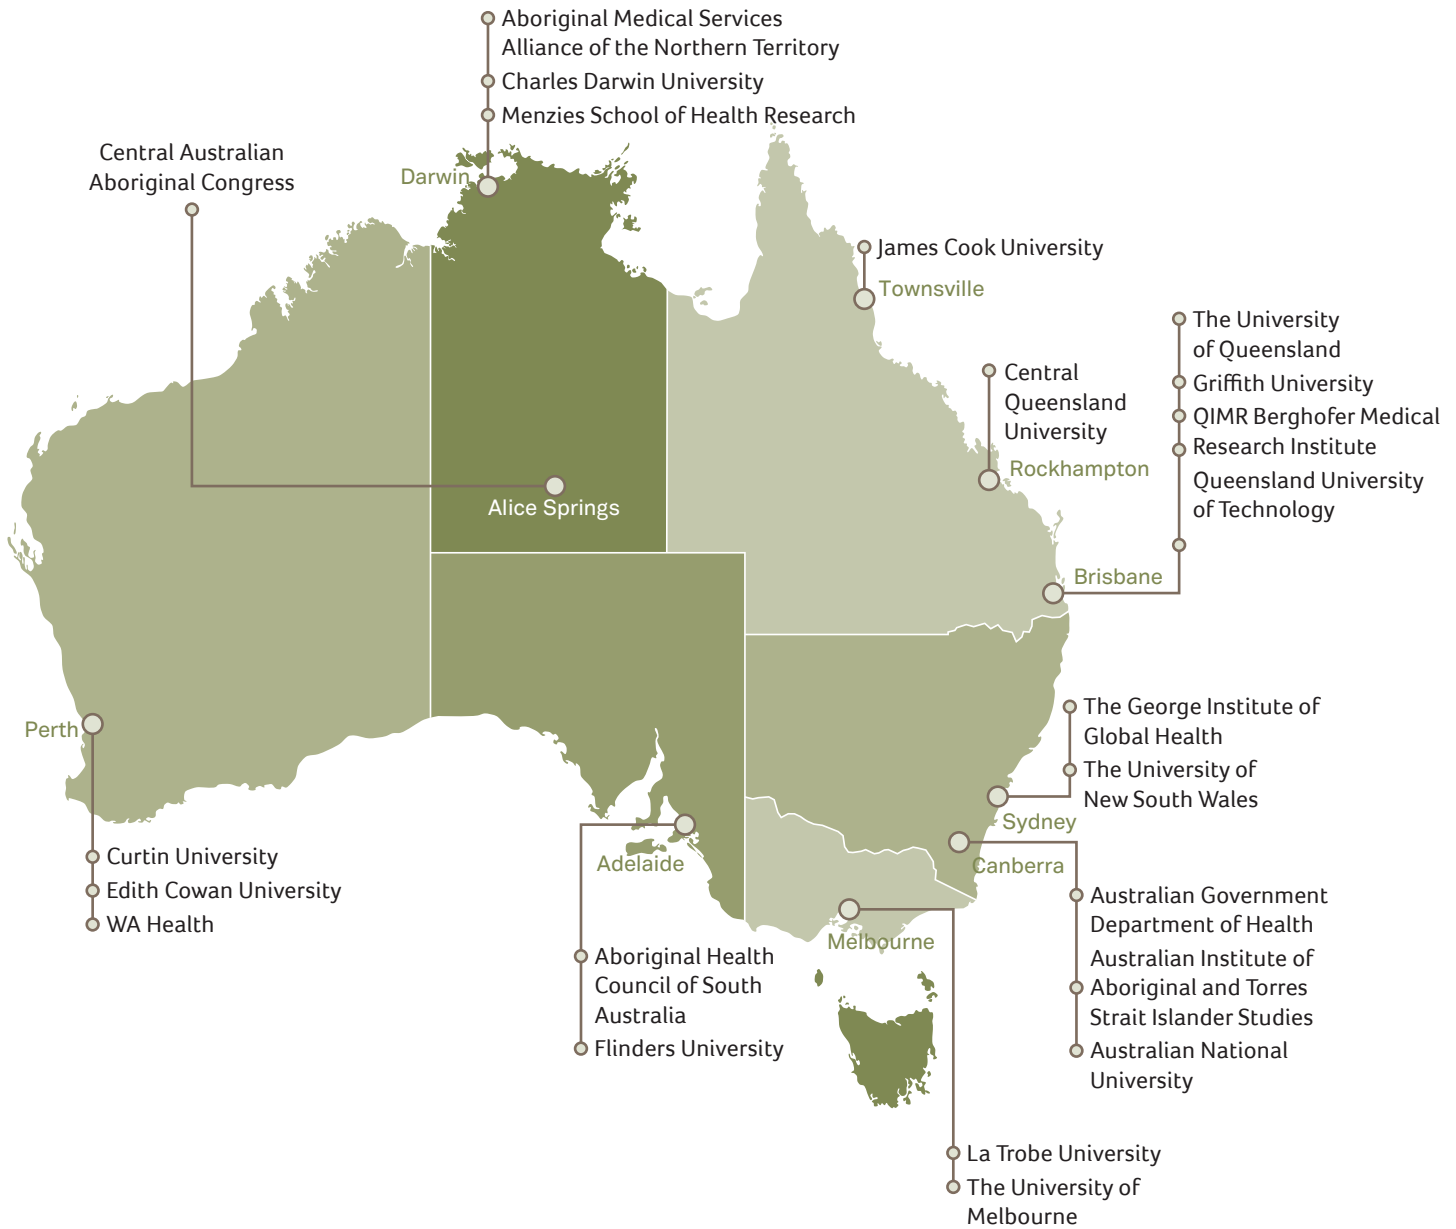 Aboriginal Medical Services
Alliance of the Northern Territory
Charles Darwin University
Menzies School of Health Research
Darwin
Central Australian
Aboriginal Congress
Alice Springs
James Cook University
Townsville
Central
Queensland
University
Rockhampton
The University
of Queensland
Griffith University
QIMR Berghofer Medical
Research Institute
Queensland University
of Technology
Brisbane
The George Institute of
Global Health
The University of
New South Wales
Sydney
Canberra
Australian Government
Department of Health
Australian Institute of
Aboriginal and Torres
Strait Islander Studies
Australian National
University
Perth
Curtin University
Edith Cowan University
WA Health
Adelaide
Aboriginal Health
Council of South
Australia
Flinders University
Melbourne
La Trobe University
The University of
Melbourne